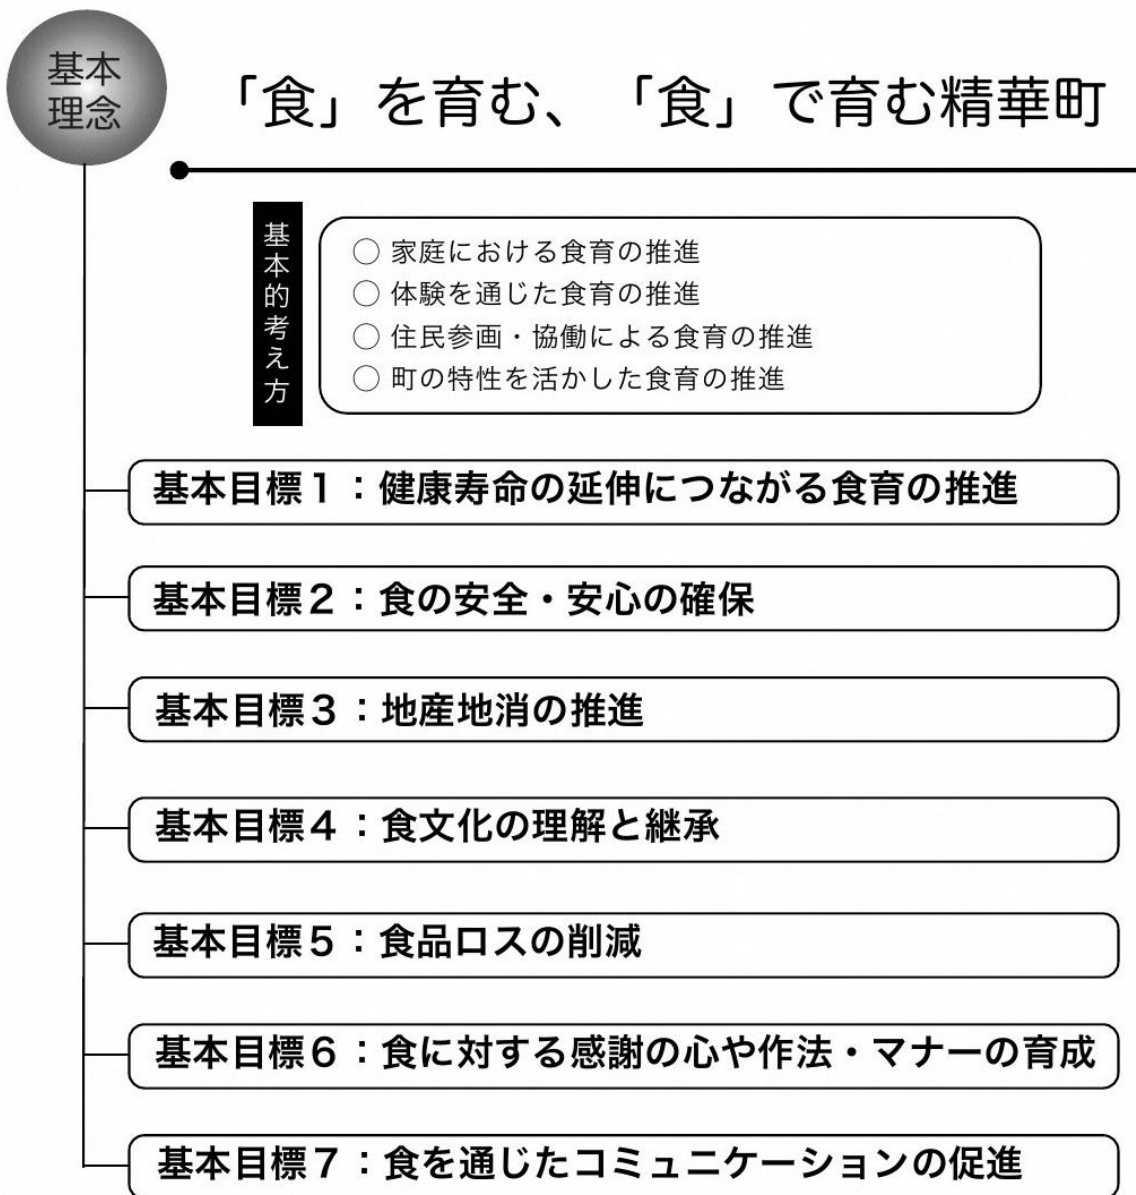 基本
理念
「食」を育む、「食」で育む精華町
基本的考え方
○ 家庭における食育の推進
○ 体験を通じた食育の推進
○ 住民参画・協働による食育の推進
○ 町の特性を活かした食育の推進
基本目標1:健康寿命の延伸につながる食育の推進
基本目標2:食の安全・安心の確保
基本目標3:地産地消の推進
基本目標4:食文化の理解と継承
基本目標5:食品ロスの削減
基本目標6:食に対する感謝の心や作法・マナーの育成
基本目標7:食を通じたコミュニケーションの促進